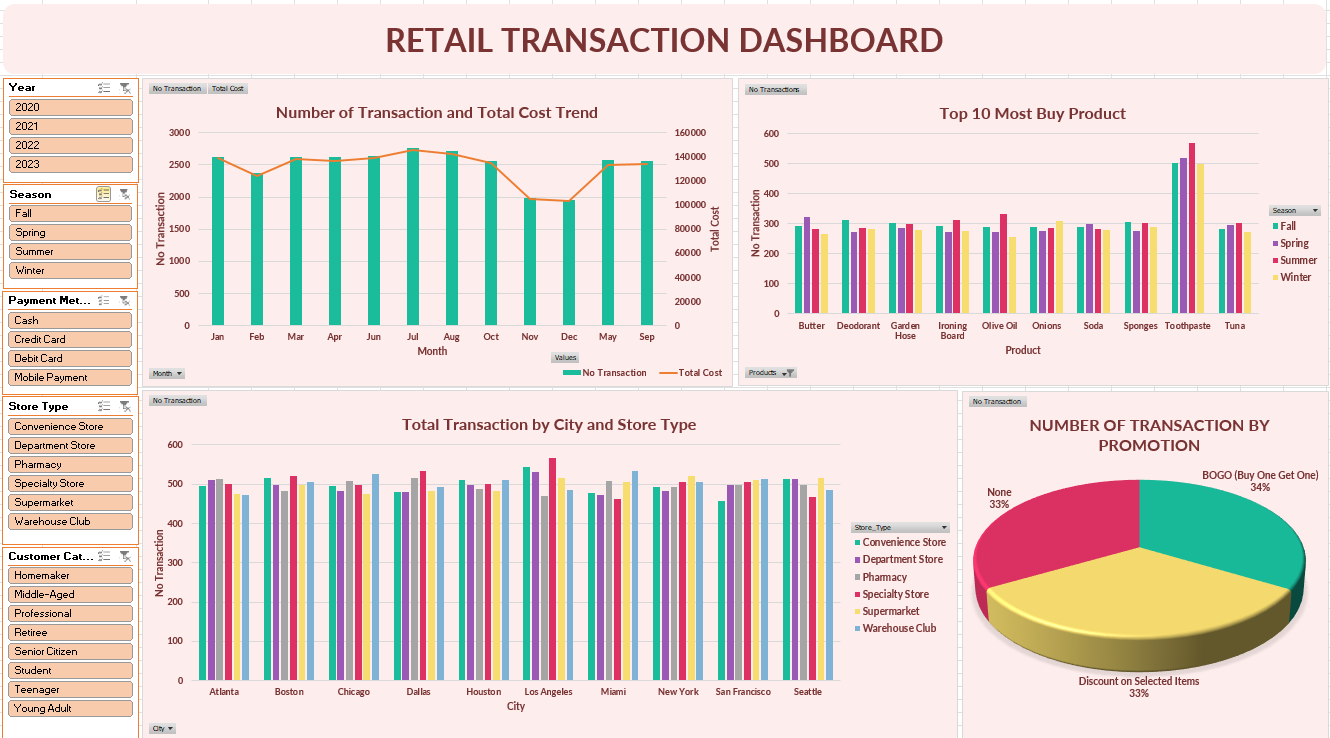 RETAIL TRANSACTION DASHBOARD
Year
2020
2021
2022
2023
Season
Fall
Spring
Summer
Winter
Payment Met...
Cash
Credit Card
Debit Card
Mobile Payment
Store Type
Convenience Store
Department Store
Pharmacy
Specialty Store
Supermarket
Warehouse Club
Customer Cat...
Homemaker
Middle-Aged
Professional
Retiree
Senior Citizen
Student
Teenager
Young Adult
No Transaction Total Cost
Number of Transaction and Total Cost Trend
3000 160000
2500 140000
2000 120000
1500 100000
1000 80000
500 60000
0 40000
20000
0
No Transaction
Total Cost
Jan Feb Mar Apr Jun Jul Aug Oct Nov Dec May Sep
Month
Values
Month
No Transaction Total Cost
No Transactions
Top 10 Most Buy Product
600
500
400
300
200
100
0
No Transaction
Butter Deodorant Garden Hose Ironing Board Olive Oil Onions Soda Sponges Toothpaste Tuna
Product
Season
Fall
Spring
Summer
Winter
Products
No Transaction
Total Transaction by City and Store Type
600
500
400
300
200
100
0
No Transaction
Atlanta Boston Chicago Dallas Houston Los Angeles Miami New York San Francisco Seattle
City
Store_Type
Convenience Store
Department Store
Pharmacy
Specialty Store
Supermarket
Warehouse Club
City
No Transaction
NUMBER OF TRANSACTION BY
PROMOTION
BOGO (Buy One Get One)
34%
None
33%
Discount on Selected Items
33%